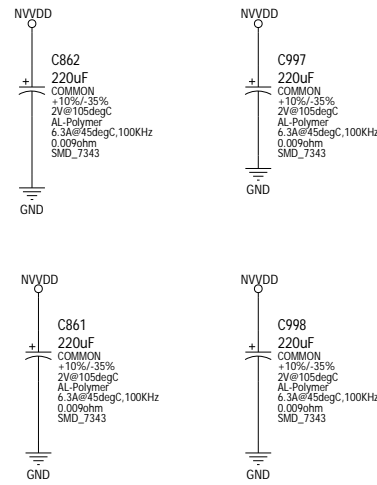 NVVDD
C862
+
220uF
COMMON
+10%/-35%
2V@105degC
AL-Polymer
6.3A@45degC,100KHz
0.009ohm
SMD_7343
GND
NVVDD
C997
+
220uF
COMMON
+10%/-35%
2V@105degC
AL-Polymer
6.3A@45degC,100KHz
0.009ohm
SMD_7343
GND
NVVDD
C861
+
220uF
COMMON
+10%/-35%
2V@105degC
AL-Polymer
6.3A@45degC,100KHz
0.009ohm
SMD_7343
GND
NVVDD
C998
+
220uF
COMMON
+10%/-35%
2V@105degC
AL-Polymer
6.3A@45degC,100KHz
0.009ohm
SMD_7343
GND